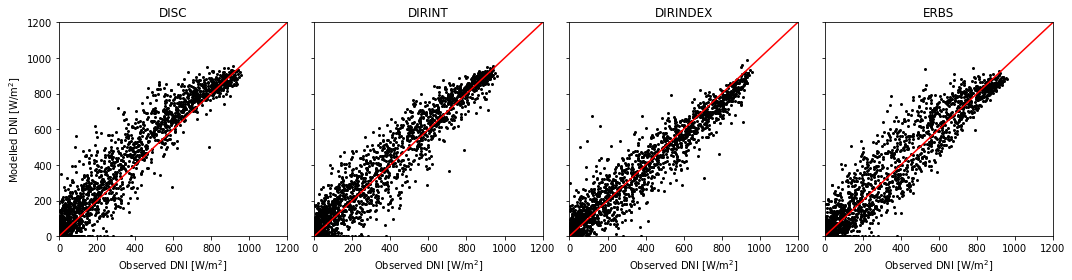 DISC
DIRINT
DIRINDEX
ERBS
Modelled DNI [W/m²]
1200
1000
800
600
400
200
0
0 200 400 600 800 1000 1200
0 200 400 600 800 1000 1200
0 200 400 600 800 1000 1200
0 200 400 600 800 1000 1200
Observed DNI [W/m²]
Observed DNI [W/m²]
Observed DNI [W/m²]
Observed DNI [W/m²]